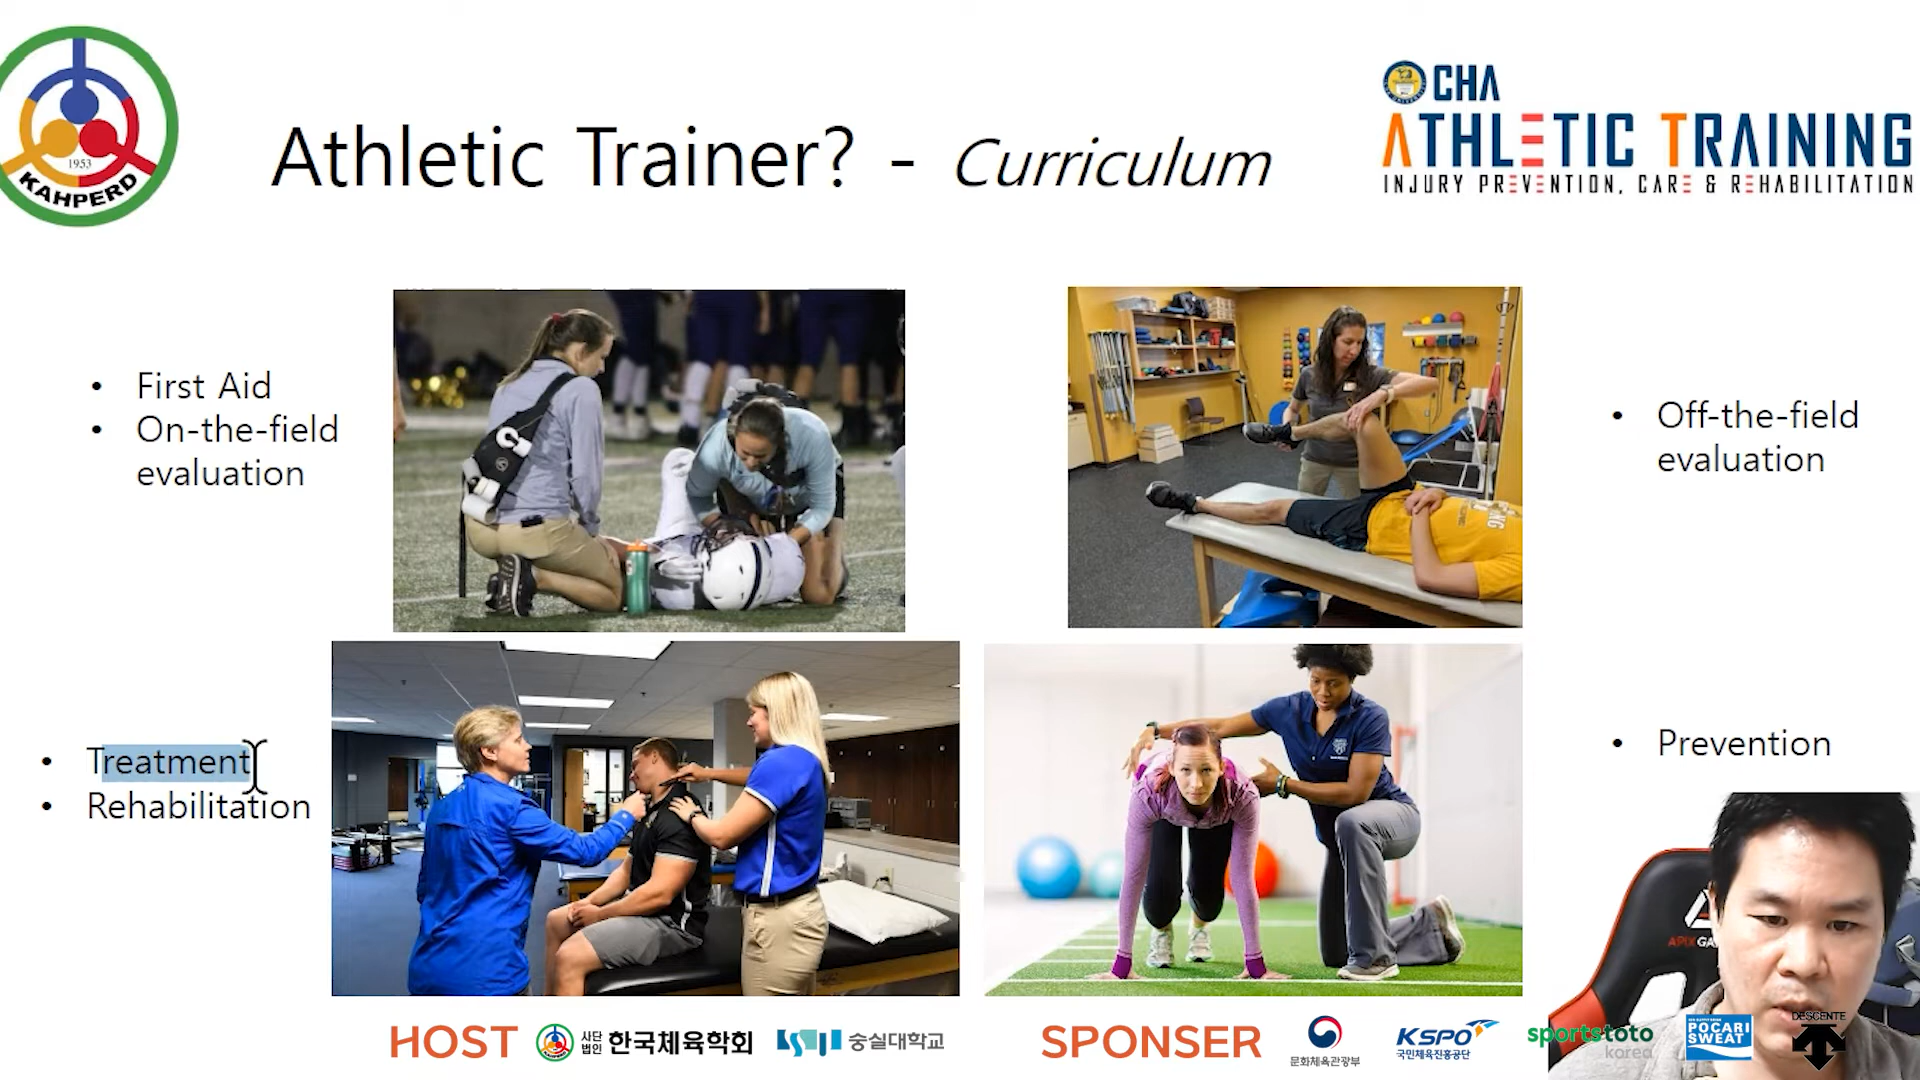 1953
KAHPERD
Athletic Trainer? - Curriculum
CHA
ATHLETIC TRAINING
INJURY PREVENTION, CARE & REHABILITATION
• First Aid
• On-the-field
evaluation
• Off-the-field
evaluation
• Treatment
• Rehabilitation
• Prevention
HOST
사단
법인
한국체육학회
숭실대학교
SPONSER
문화체육관광부
KSPO
국민체육진흥공단
sportstoto
korea
POCARI
SWEAT
DESCENTE